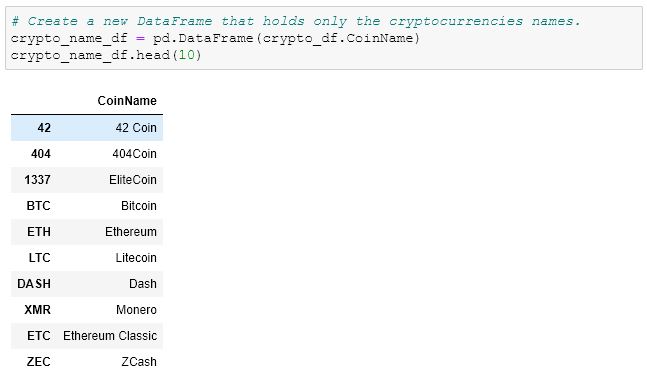 # Create a new DataFrame that holds only the cryptocurrencies names.
crypto_name_df = pd.DataFrame(crypto_df.CoinName)
crypto_name_df.head(10)
CoinName
42 42 Coin
404 404Coin
1337 EliteCoin
BTC Bitcoin
ETH Ethereum
LTC Litecoin
DASH Dash
XMR Monero
ETC Ethereum Classic
ZEC ZCash